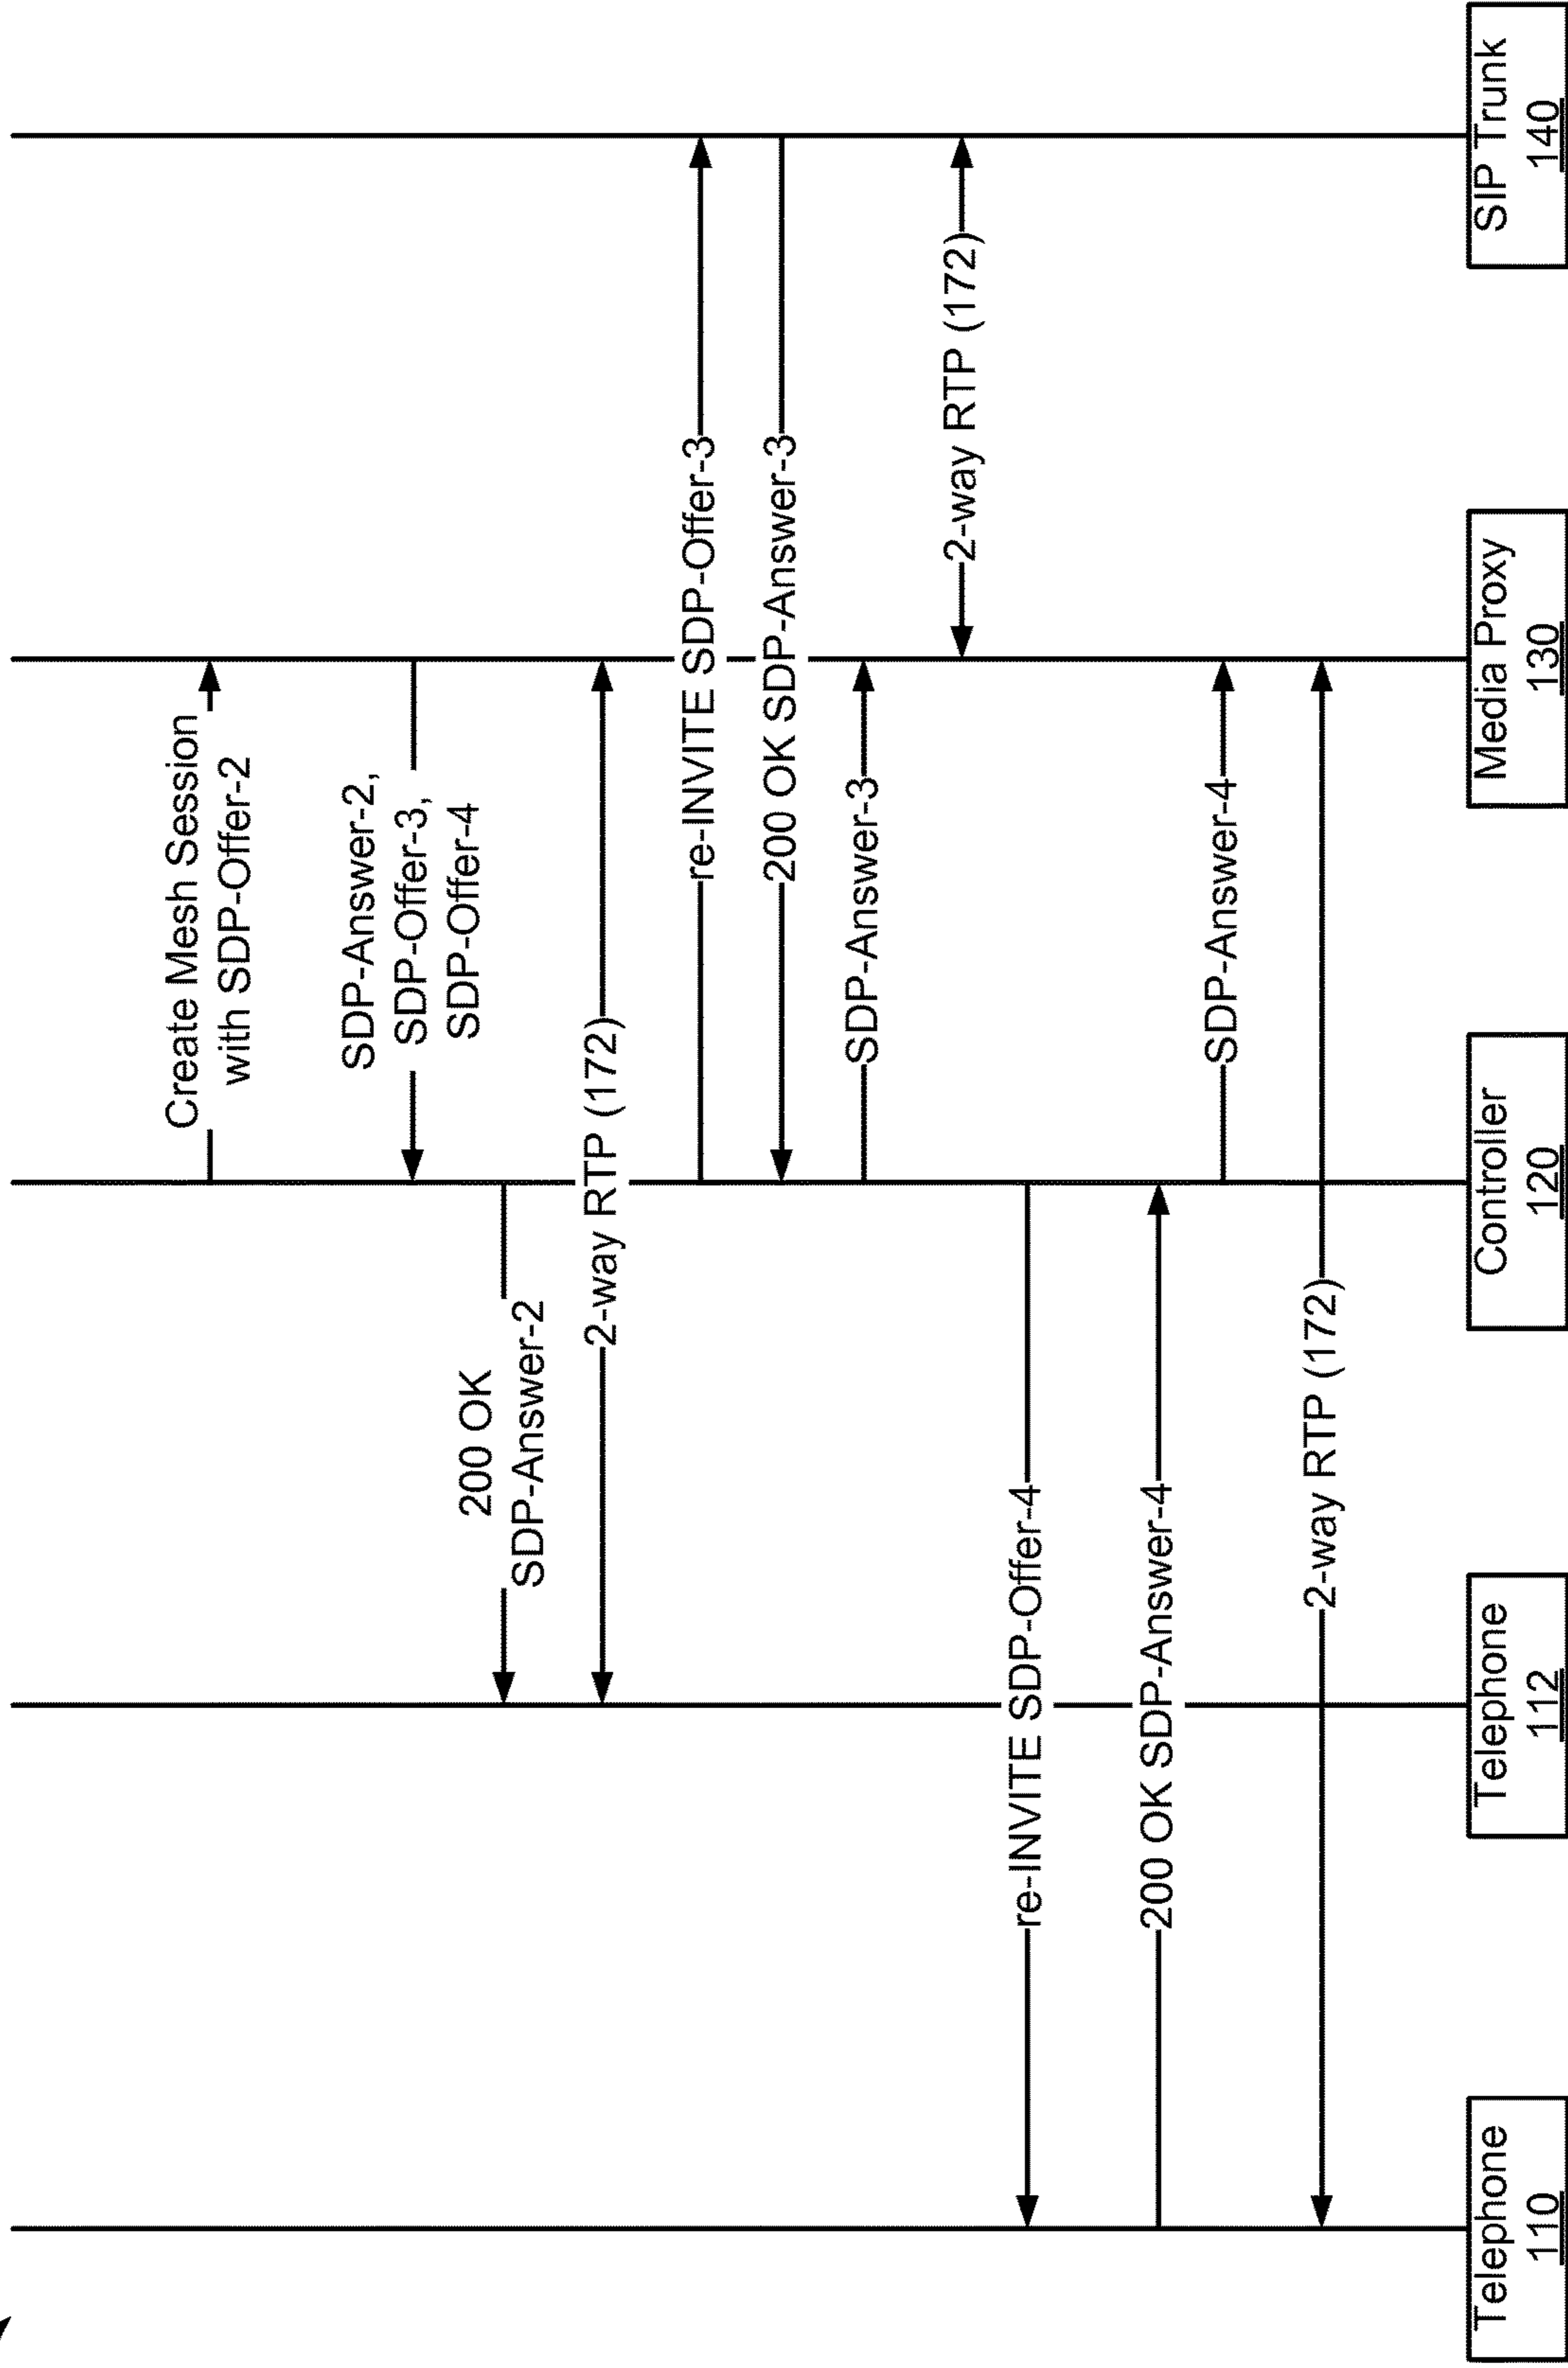 Create Mesh Session
with SDP-Offer-2
SDP-Answer-2,
SDP-Offer-3,
SDP-Offer-4
200 OK
SDP-Answer-2
2-way RTP (172)
re-INVITE SDP-Offer-3
200 OK SDP-Answer-3
SDP-Answer-3
2-way RTP (172)
re-INVITE SDP-Offer-4
200 OK SDP-Answer-4
SDP-Answer-4
2-way RTP (172)
Telephone
110
Telephone
112
Controller
120
Media Proxy
130
SIP Trunk
140